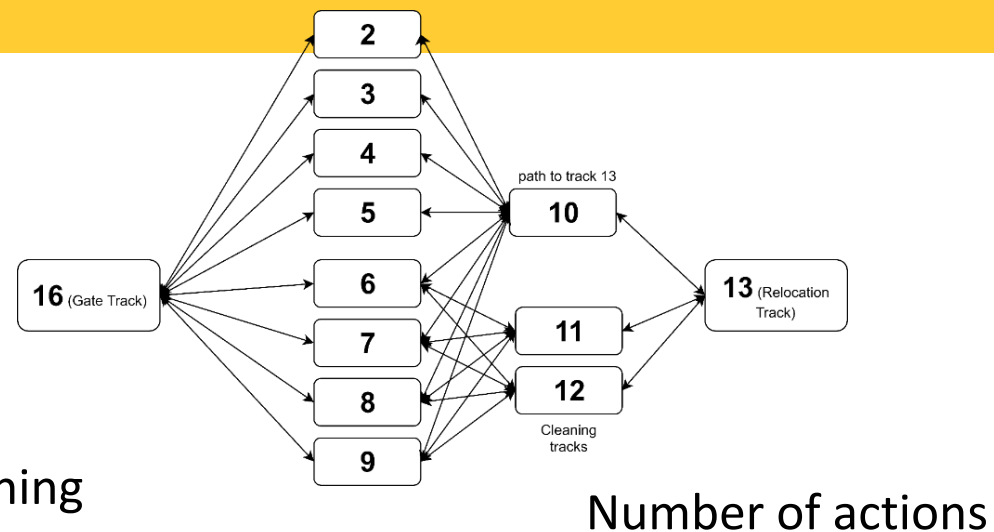 2
3
4
path to track 13
5
10
6
16 (Gate Track)
13 (Relocation
Track)
7
11
8
12
Cleaning
tracks
9
ning
Number of actions